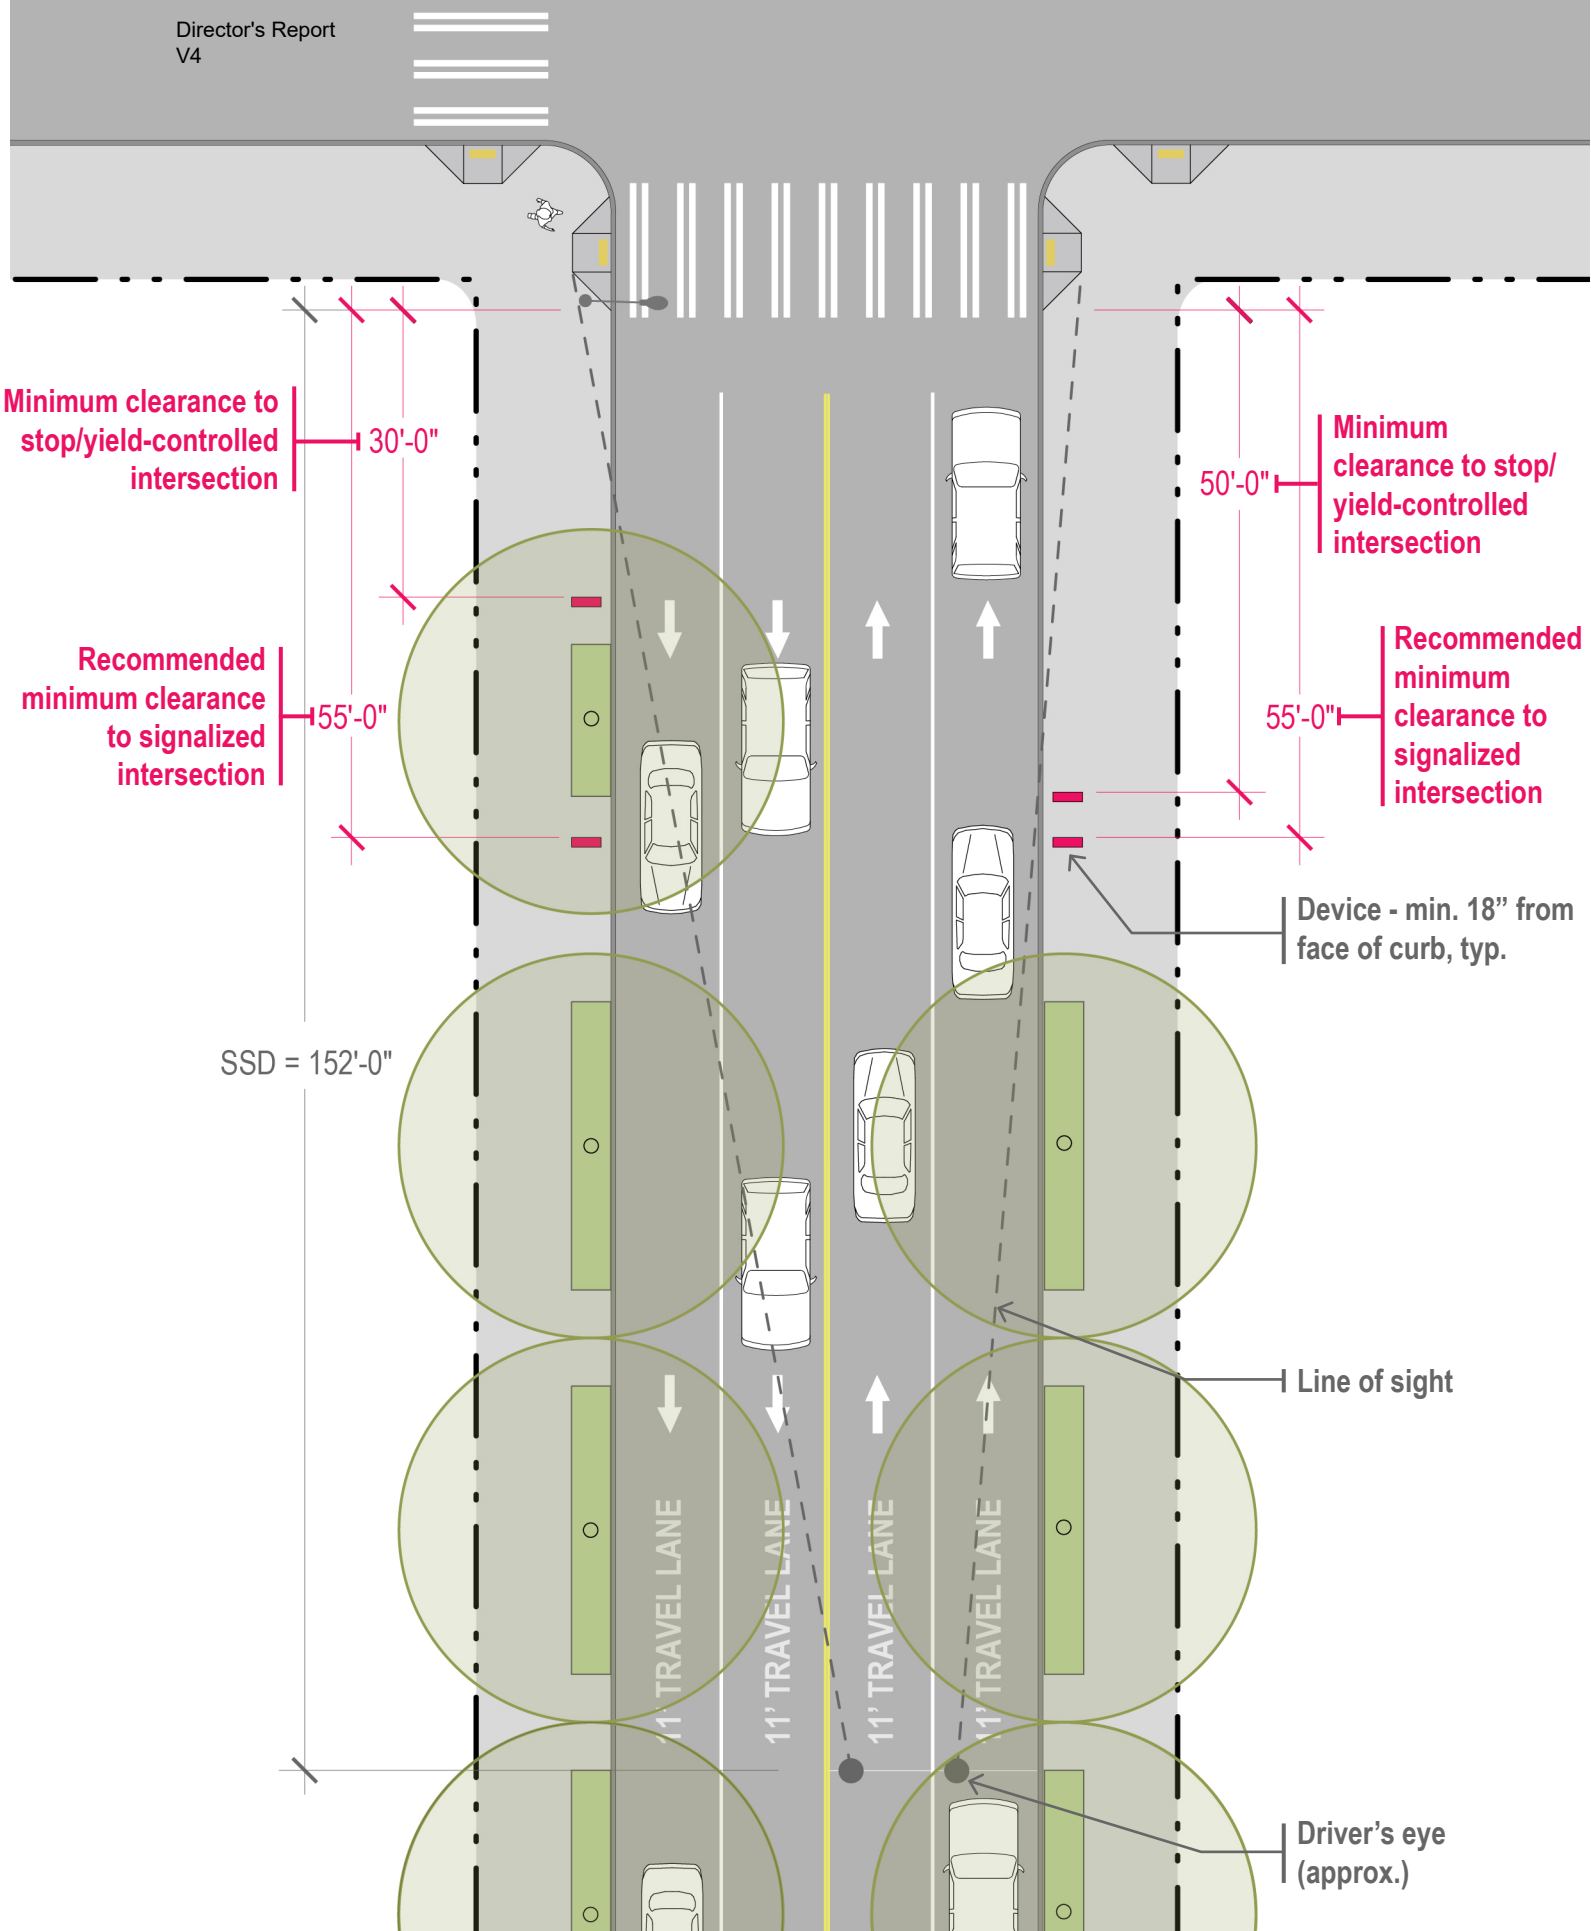 Director's Report
V4
Minimum clearance to
stop/yield-controlled
intersection
30'-0"
Minimum
clearance to stop/
yield-controlled
intersection
50'-0"
Recommended
minimum clearance
to signalized
intersection
55'-0"
Recommended
minimum
clearance to
signalized
intersection
55'-0"
Device - min. 18” from
face of curb, typ.
SSD = 152'-0"
Line of sight
11’ TRAVEL LANE
11’ TRAVEL LANE
11’ TRAVEL LANE
11’ TRAVEL LANE
Driver’s eye
(approx.)